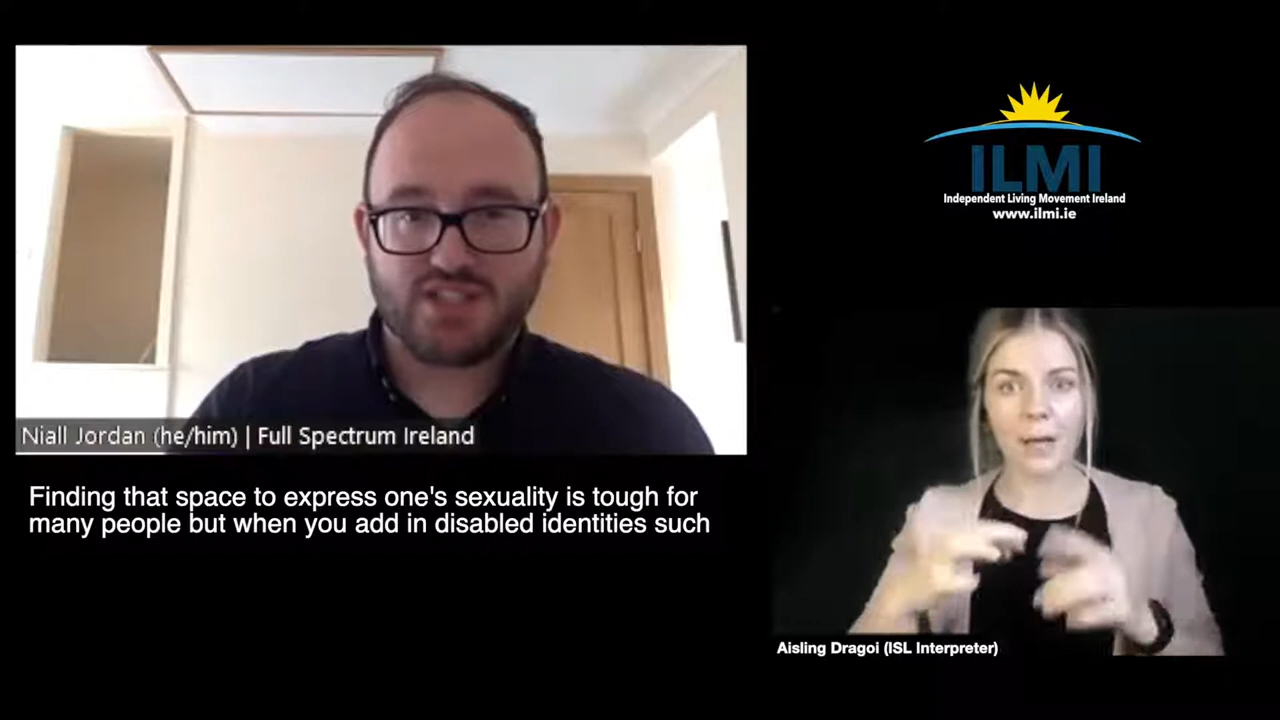 ILMI
Independent Living Movement Ireland
www.ilmi.ie
Niall Jordan (he/him) | Full Spectrum Ireland
Finding that space to express one's sexuality is tough for
many people but when you add in disabled identities such
Aisling Dragoi (ISL Interpreter)